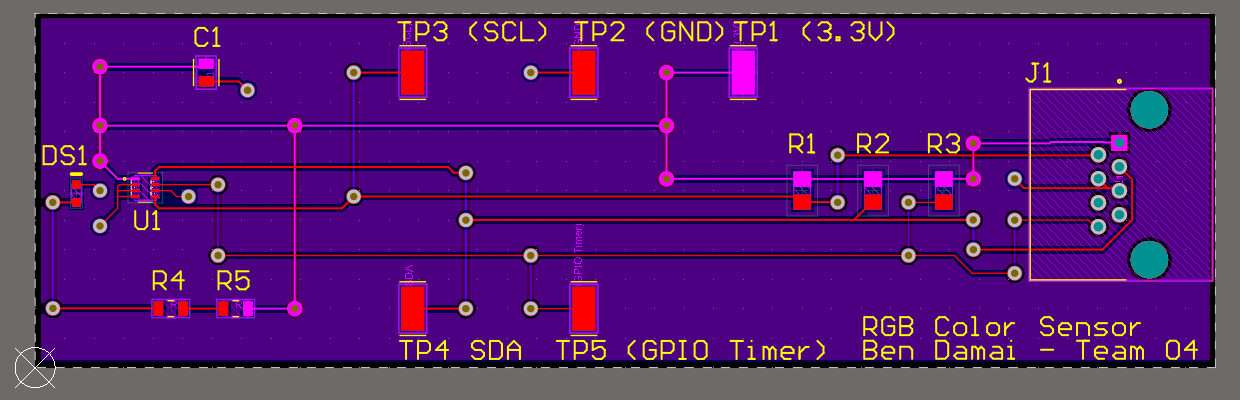 TP3 (SCL) TP2 (GND) TP1 (3.3V)
C1
J1
DS1
R1 R2 R3
U1
GPIO Timer)
SDA
R4 R5
RGB Color Sensor
TP4 SDA TP5 (GPIO Timer) Ben Damai - Team 04